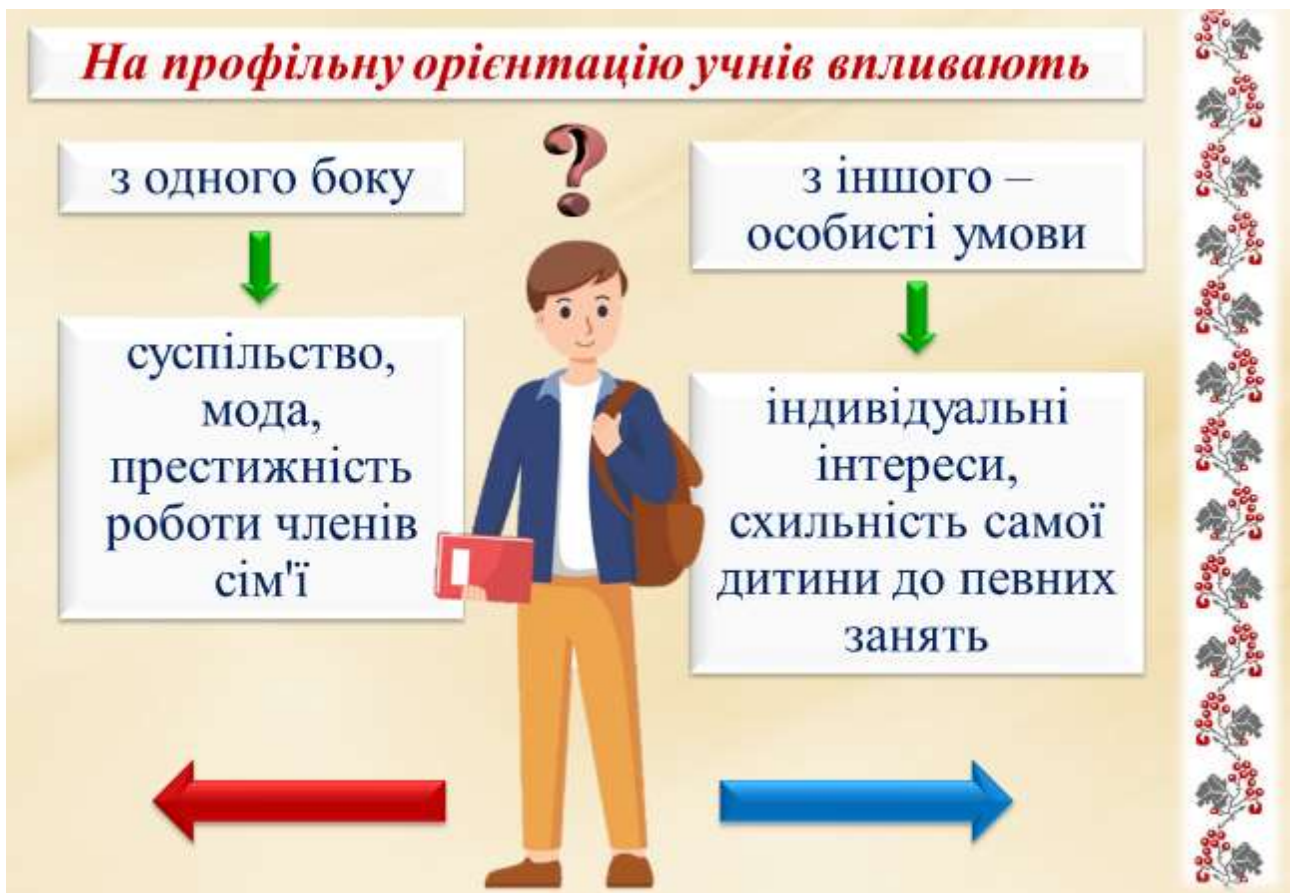 На профільну орієнтацію учнів впливають
з одного боку
суспільство,
мода,
престижність
роботи членів
сім'ї
?
з іншого –
особисті умови
індивідуальні
інтереси,
схильність самої
дитини до певних
занять